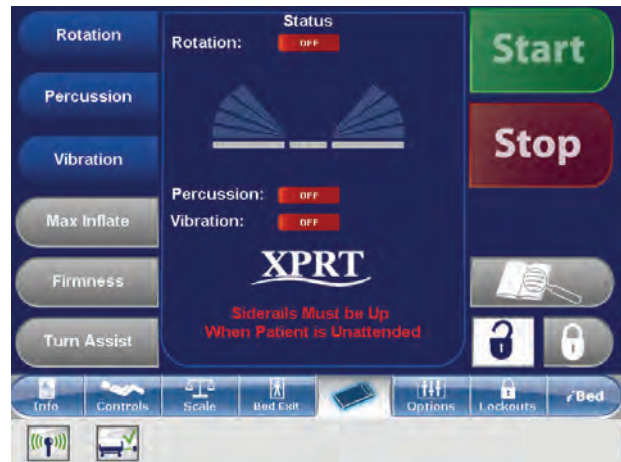 Rotation
Percussion
Vibration
Max Inflate
Firmness
Turn Assist
Status
Rotation: OFF
Percussion: OFF
Vibration: OFF
XPRT
Siderails Must be Up
When Patient is Unattended
Start
Stop
Info Controls Scale Bed Exit Options Lockouts iBed